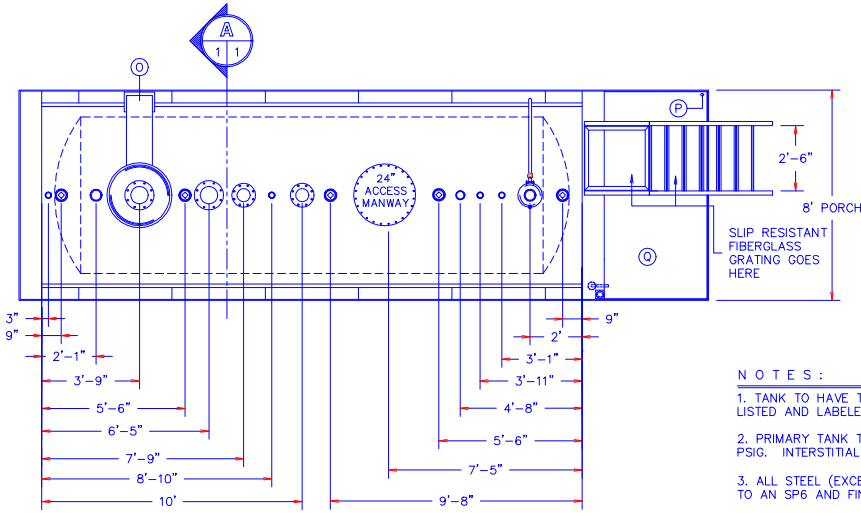 A
1 1
O
P
2'-6"
24"
ACCESS
MANWAY
8' PORCH
SLIP RESISTANT
FIBERGLASS
GRATING GOES
HERE
Q
3"
9"
9"
2'
2'-1"
3'-1"
3'-9"
3'-11"
5'-6"
4'-8"
6'-5"
5'-6"
7'-9"
7'-5"
8'-10"
10'
9'-8"
NOTES:
1. TANK TO HAVE
LISTED AND LABELE
2. PRIMARY TANK
PSIG. INTERSTITIAL
3. ALL STEEL (EXCE
TO AN SP6 AND FIN